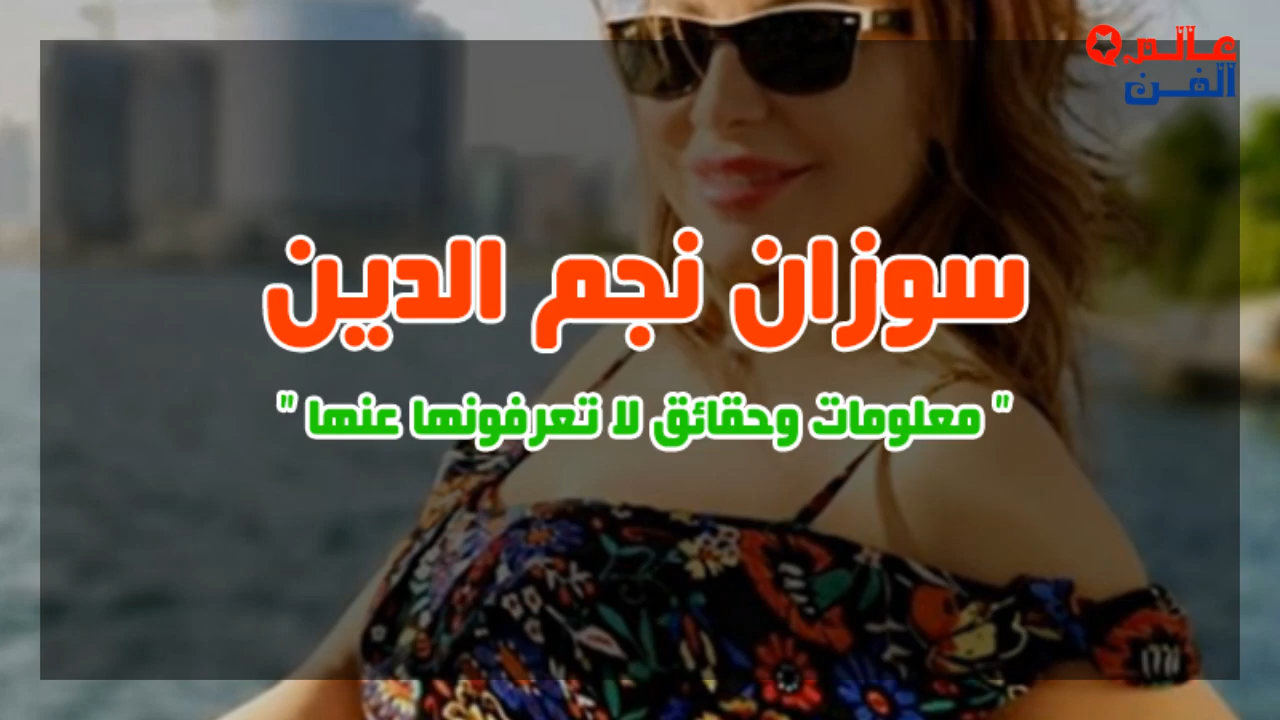 عالم
الفن
سوزان نجم الدين
" معلومات وحقائق لا تعرفونها عنها "